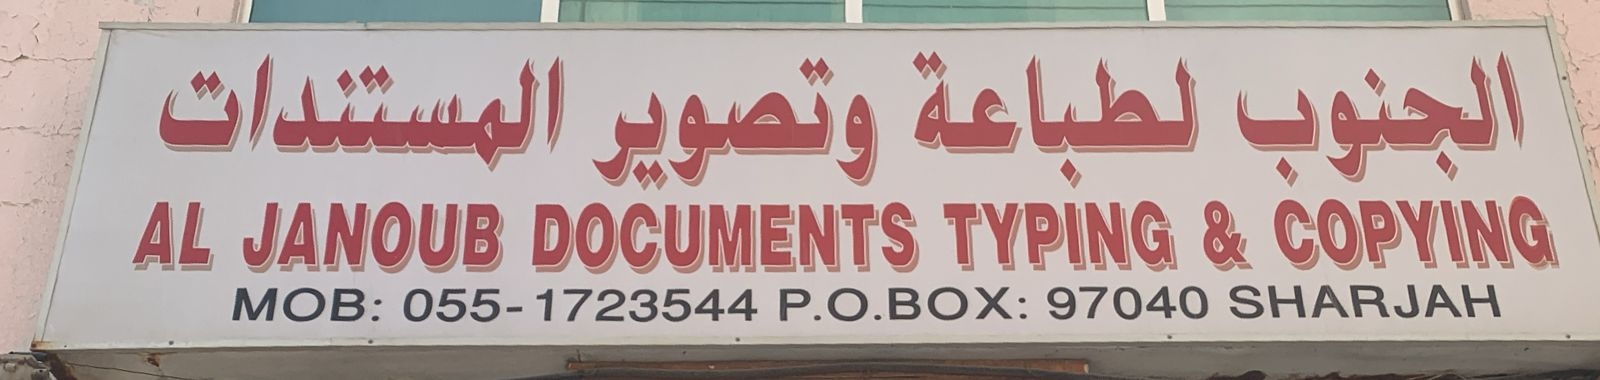 الجنوب لطباعة وتصوير المستندات
AL JANOUB DOCUMENTS TYPING & COPYING
MOB: 055-1723544 P.O.BOX: 97040 SHARJAH